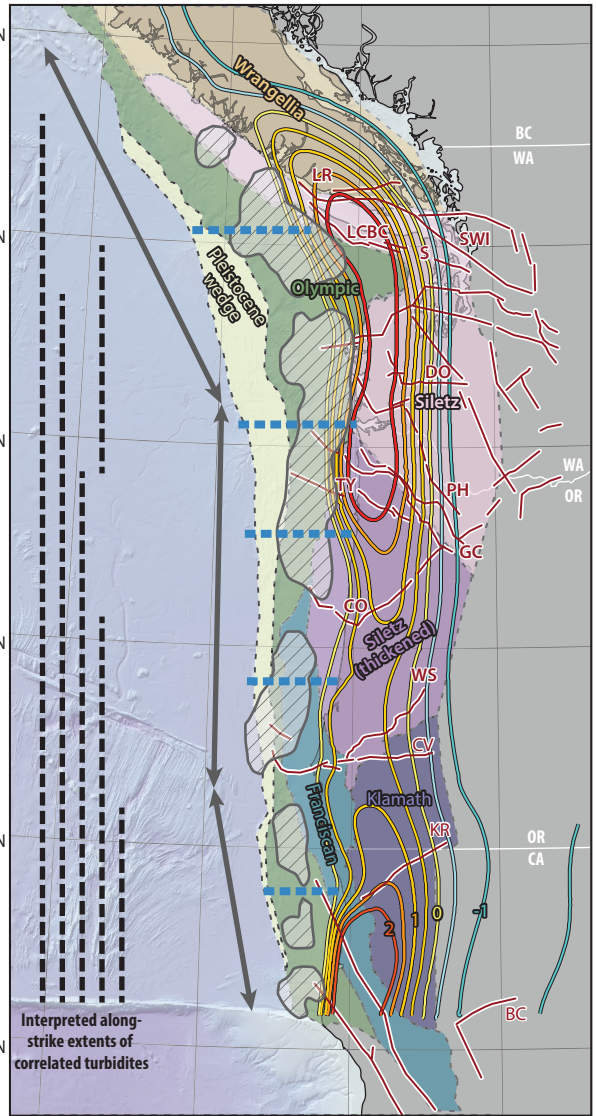 N
BC
WA
Wrangellia
LR
N
LCBC
S
SWI
Pleistocene
wedge
Olympic
DO
Siletz
N
WA
OR
TY
PH
GC
CO
Siletz
(thickened)
N
WS
CV
Franciscan
Klamath
KR
OR
CA
N
2
1
0
-1
BC
Interpreted along-
strike extents of
correlated turbidites
N